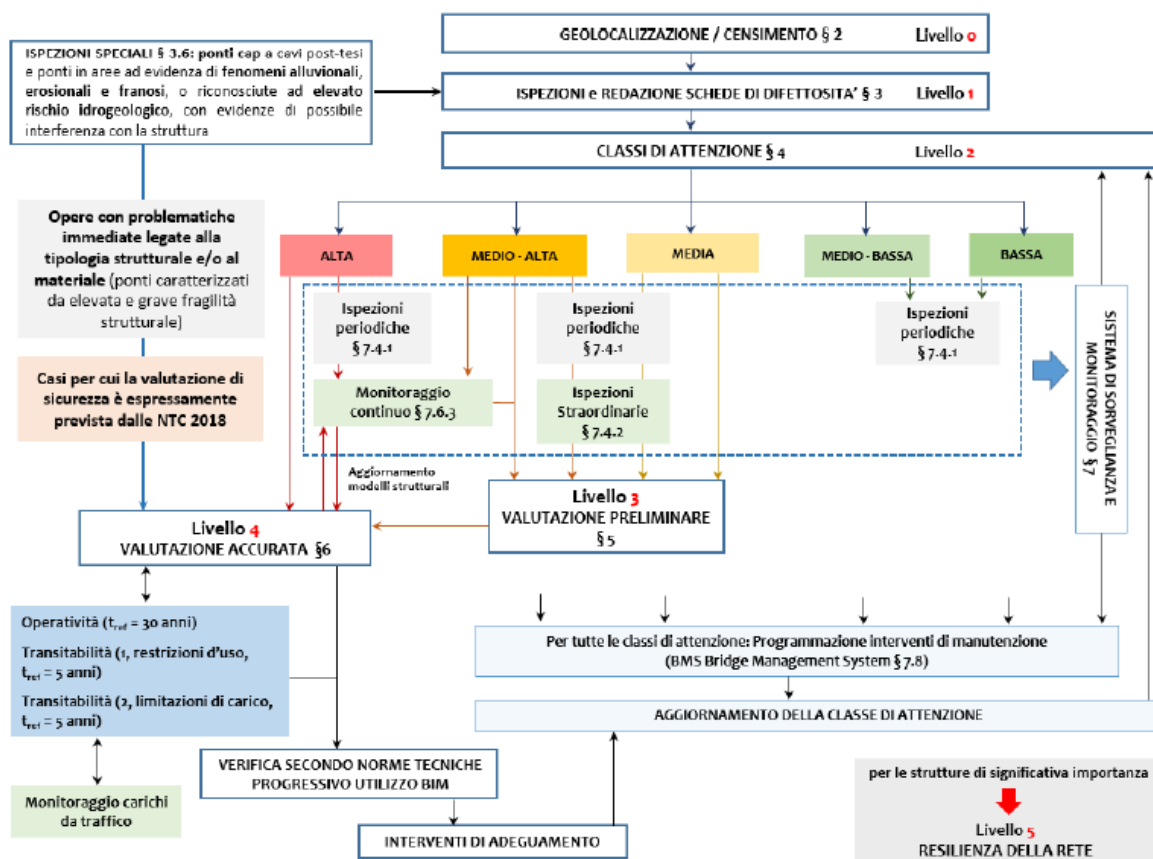 GEOLOCALIZZAZIONE / CENSIMENTO § 2 Livello 0
ISPEZIONI SPECIALI § 3.6: ponti cap a cavi post-tesi
e ponti in aree ad evidenza di fenomeni alluvionali,
erosionali e franosi, o riconosciute ad elevato
rischio idrogeologico, con evidenze di possibile
interferenza con la struttura
ISPEZIONI e REDAZIONE SCHEDE DI DIFETTOSITA’ § 3 Livello 1
CLASSI DI ATTENZIONE § 4 Livello 2
Opere con problematiche
immediate legate alla
tipologia strutturale e/o al
materiale (ponti caratterizzati
da elevata e grave fragilità
strutturale)
ALTA
MEDIO - ALTA
MEDIA
MEDIO - BASSA
BASSA
Ispezioni
periodiche
§ 7.4.1
Ispezioni
periodiche
§ 7.4.1
Ispezioni
periodiche
§ 7.4.1
Casi per cui la valutazione di
sicurezza è espressamente
prevista dalle NTC 2018
Monitoraggio
continuo § 7.6.3
Ispezioni
Straordinarie
§ 7.4.2
SISTEMA DI SORVEGLIANZA E
MONITORAGGIO §7
Aggiornamento
modelli strutturali
Livello 3
VALUTAZIONE PRELIMINARE
§ 5
Livello 4
VALUTAZIONE ACCURATA §6
Operatività (tref = 30 anni)
Transitabilità (1, restrizioni d’uso,
tref = 5 anni)
Transitabilità (2, limitazioni di carico,
tref = 5 anni)
Per tutte le classi di attenzione: Programmazione interventi di manutenzione
(BMS Bridge Management System § 7.8)
AGGIORNAMENTO DELLA CLASSE DI ATTENZIONE
VERIFICA SECONDO NORME TECNICHE
PROGRESSIVO UTILIZZO BIM
Monitoraggio carichi
da traffico
INTERVENTI DI ADEGUAMENTO
per le strutture di significativa importanza
Livello 5
RESILIENZA DELLA RETE